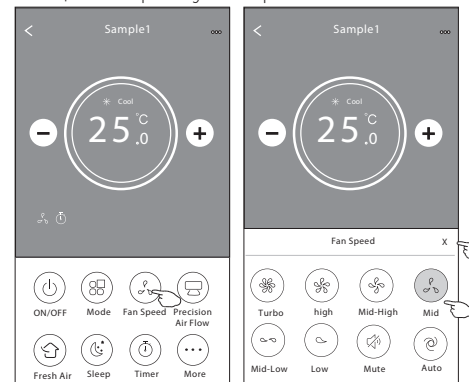 Sample1
Cool
25.0 °C
ON/OFF Mode Fan Speed Precision Air Flow
Fresh Air Sleep Timer More
Sample1
Cool
25.0 °C
Fan Speed X
Turbo high Mid-High Mid
Mid-Low Low Mute Auto